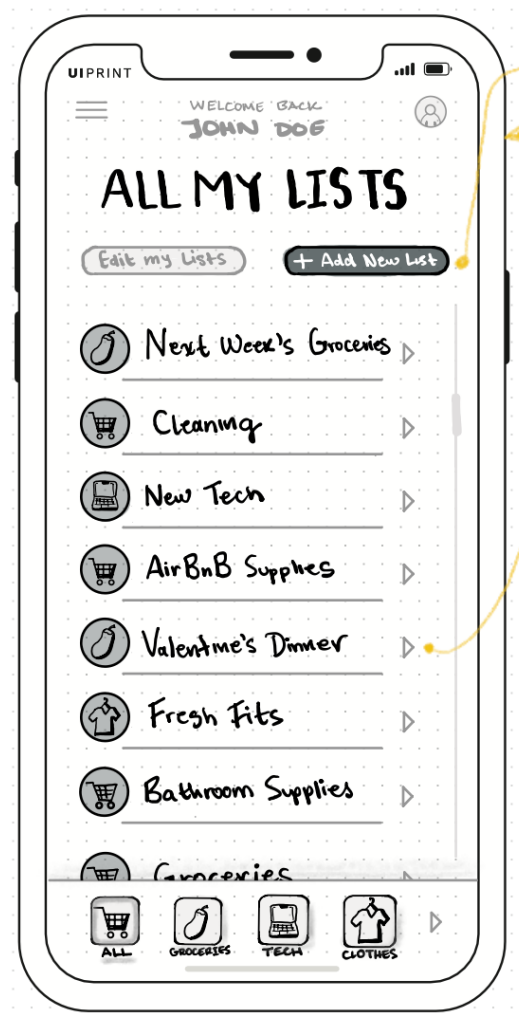 UIPRINT
WELCOME BACK
JOHN DOE
ALL MY LISTS
Edit my Lists
+ Add New List
Next Week's Groceries
Cleaning
New Tech
AirBnB Supplies
Valentine's Dinner
Fresh Fits
Bathroom Supplies
Groceries
ALL GROCERIES TECH CLOTHES